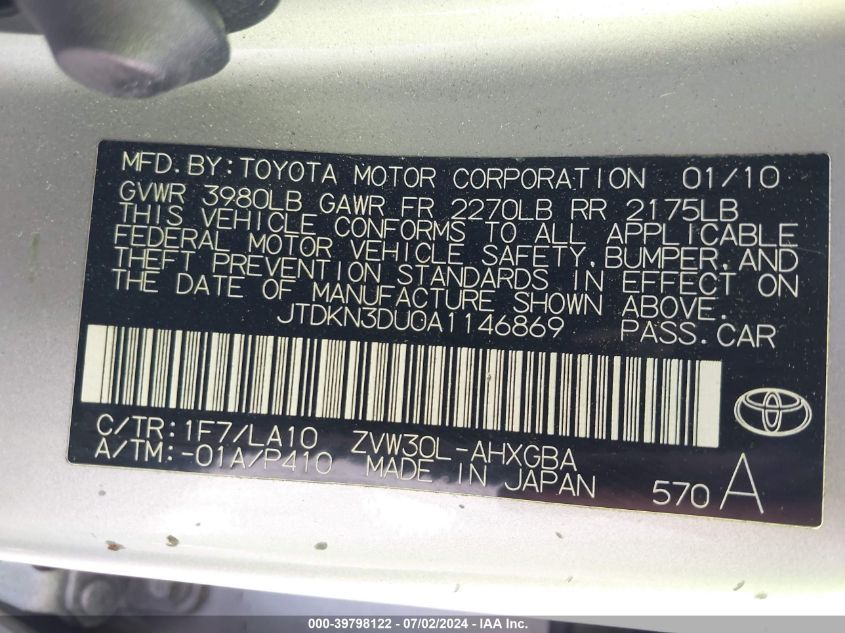 MFD.BY:TOYOTA MOTOR CORPORATION 01/10
GVWR 3980LB GAWR FR 2270LB RR 2175LB
THIS VEHICLE CONFORMS TO ALL APPLICABLE
FEDERAL MOTOR VEHICLE SAFETY,BUMPER,AND
THEFT PREVENTION STANDARDS IN EFFECT ON
THE DATE OF MANUFACTURE SHOWN ABOVE.
JTDKN3DU0A1146869 PASS.CAR
C/TR:1F7/LA10 ZVW30L-AHXGBA
A/TM:-01A/P410 MADE IN JAPAN
570 A
000-39798122 - 07/02/2024 - IAA Inc.